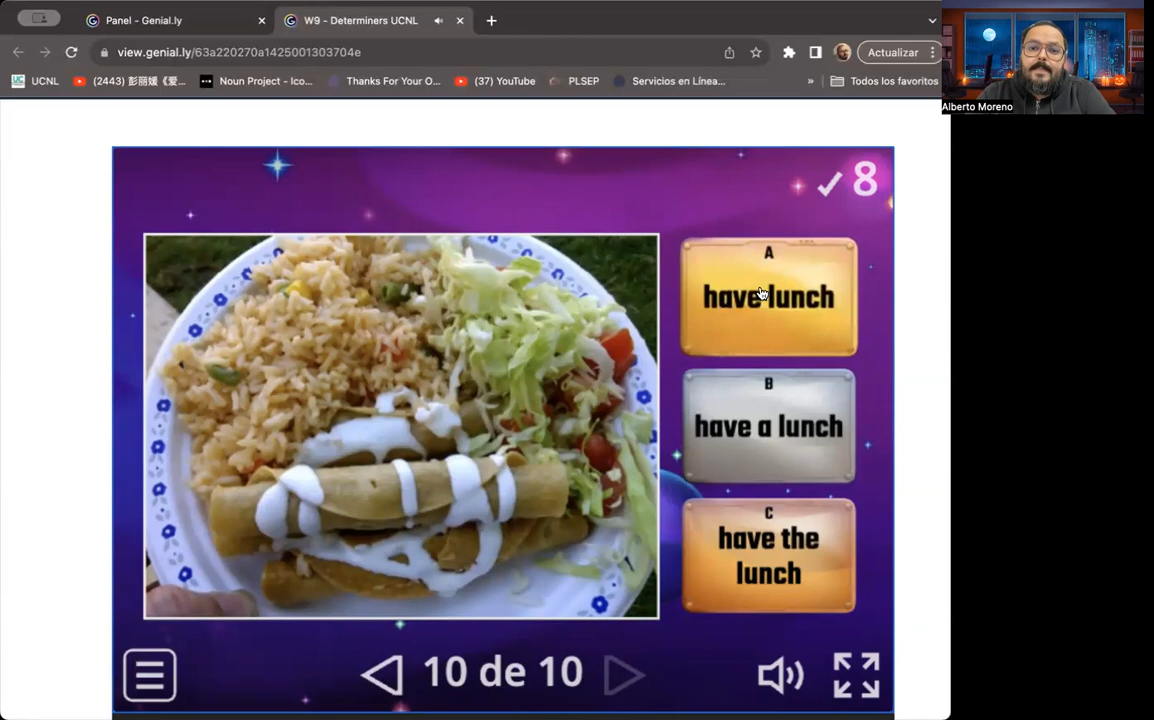 Panel - Genial.ly
W9 - Determiners UCNL
view.genial.ly/63a220270a1425001303704e
Actualizar
UCNL
(2443) 彭丽媛《爱...
Noun Project - Ico...
Thanks For Your O...
(37) YouTube
PLSEP
Servicios en Línea...
»
Todos los favoritos
Alberto Moreno
8
A
have lunch
B
have a lunch
C
have the
lunch
10 de 10